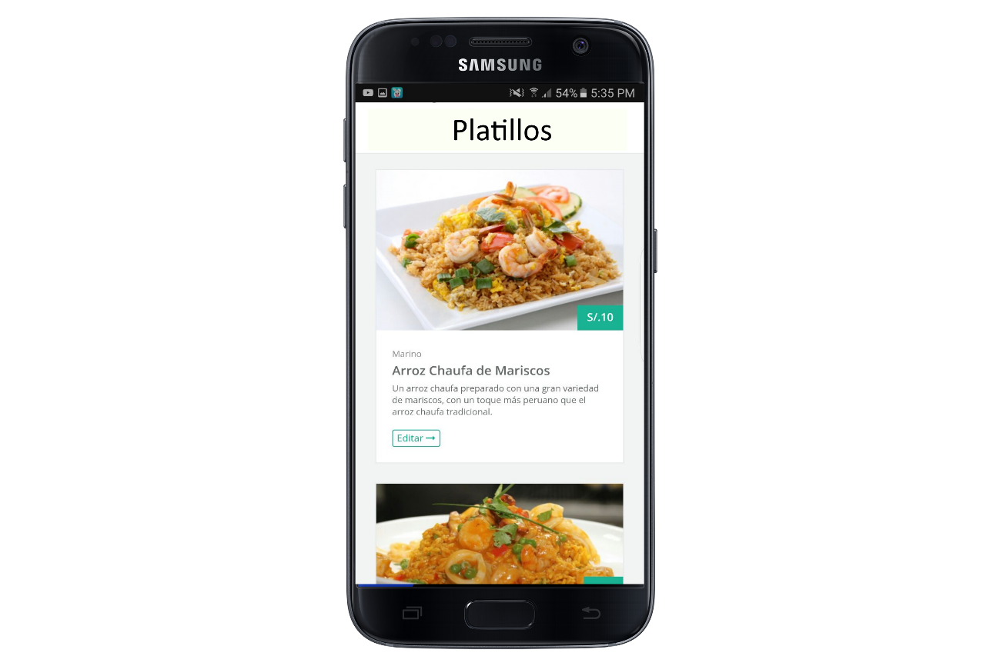 SAMSUNG
54% 5:35 PM
Platillos
S/.10
Marino
Arroz Chaufa de Mariscos
Un arroz chaufa preparado con una gran variedad
de mariscos, con un toque más peruano que el
arroz chaufa tradicional.
Editar →